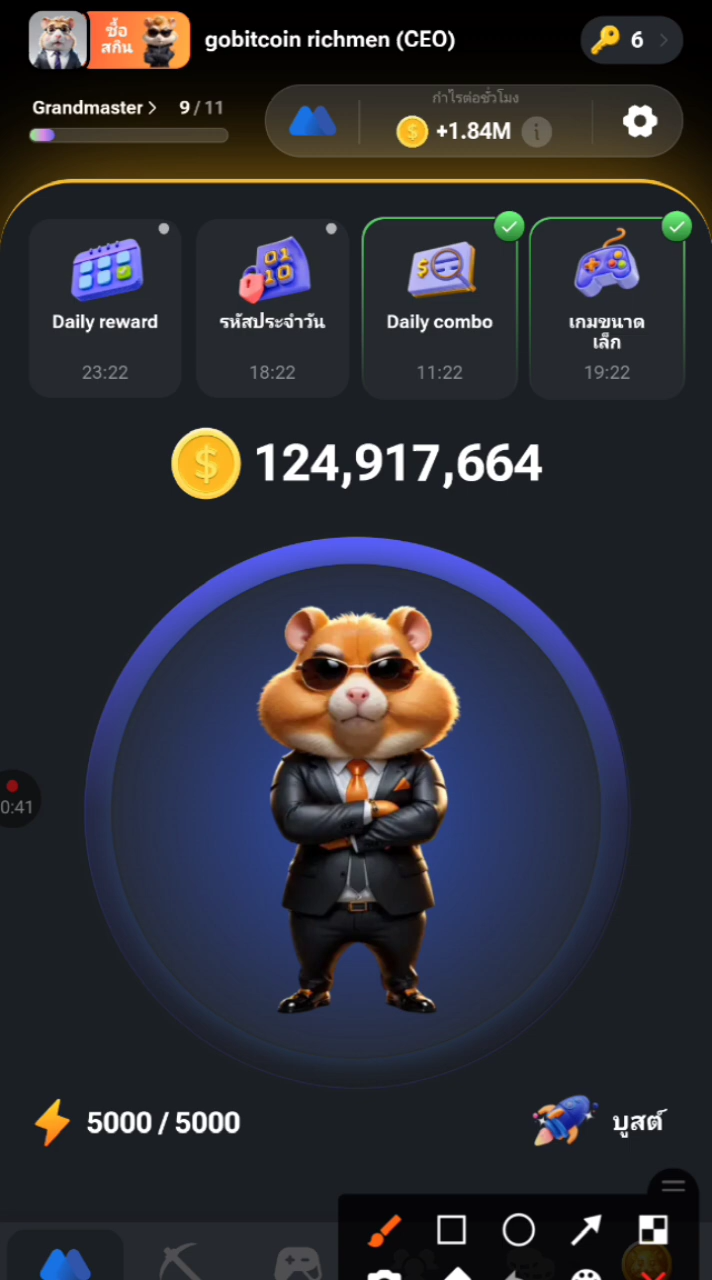 ซื้อ
สกิน
gobitcoin richmen (CEO)
6
Grandmaster
9 / 11
กำไรต่อชั่วโมง
+1.84M
Daily reward
23:22
รหัสประจำวัน
18:22
Daily combo
11:22
เกมขนาด
เล็ก
19:22
124,917,664
0:41
5000 / 5000
บูสต์